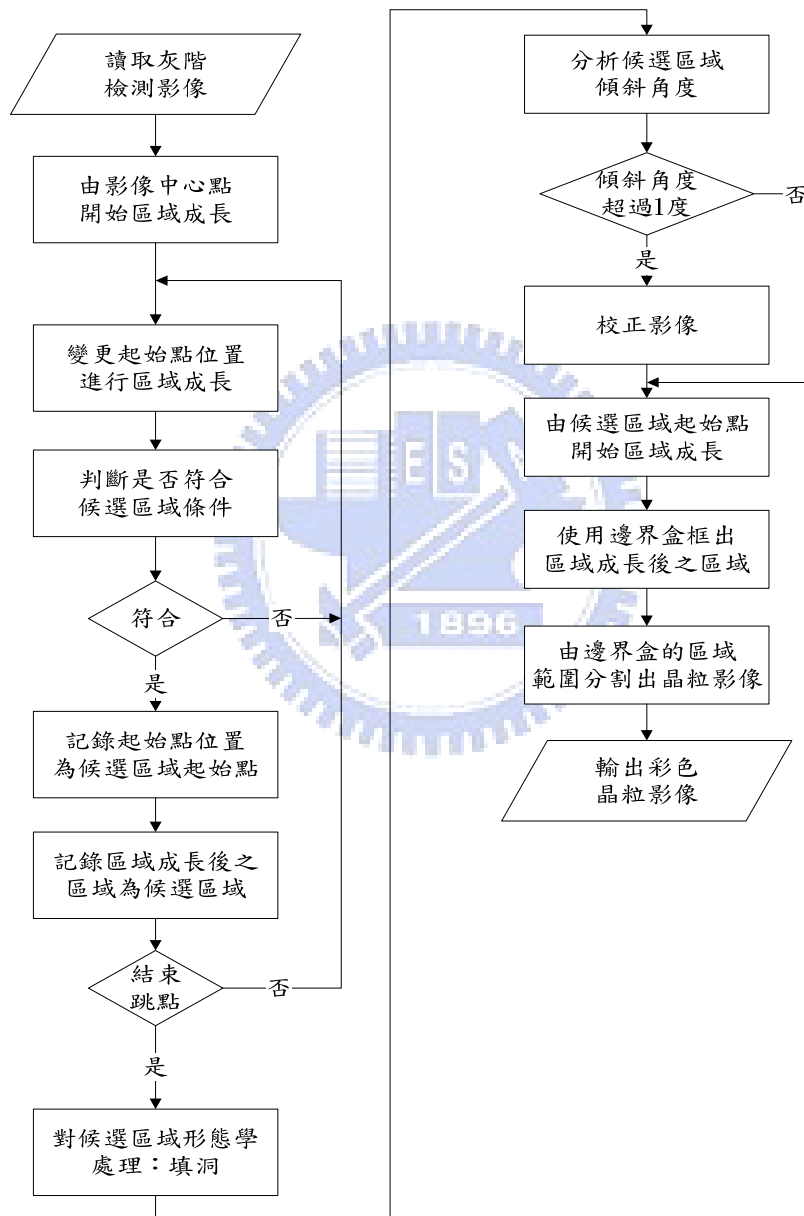 讀取灰階
檢測影像
由影像中心點
開始區域成長
變更起始點位置
進行區域成長
判斷是否符合
候選區域條件
符合
否
是
記錄起始點位置
為候選區域起始點
記錄區域成長後之
區域為候選區域
結束
跳點
否
是
對候選區域形態學
處理：填洞
分析候選區域
傾斜角度
傾斜角度
超過1度
否
是
校正影像
由候選區域起始點
開始區域成長
使用邊界盒框出
區域成長後之區域
由邊界盒的區域
範圍分割出晶粒影像
輸出彩色
晶粒影像
ES
1896